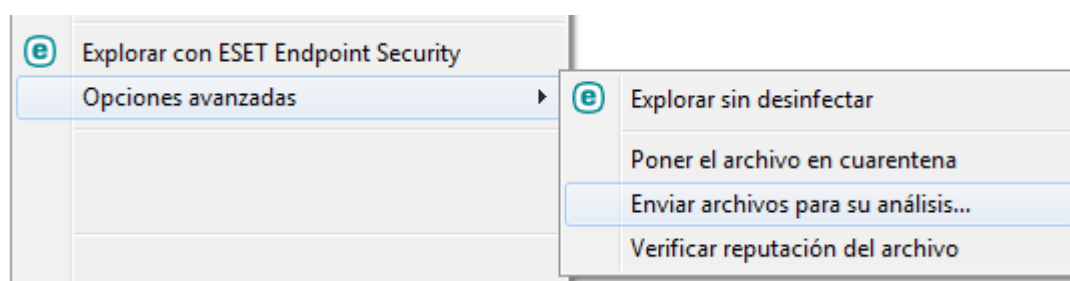 Explorar con ESET Endpoint Security
Opciones avanzadas
Explorar sin desinfectar
Poner el archivo en cuarentena
Enviar archivos para su análisis...
Verificar reputación del archivo